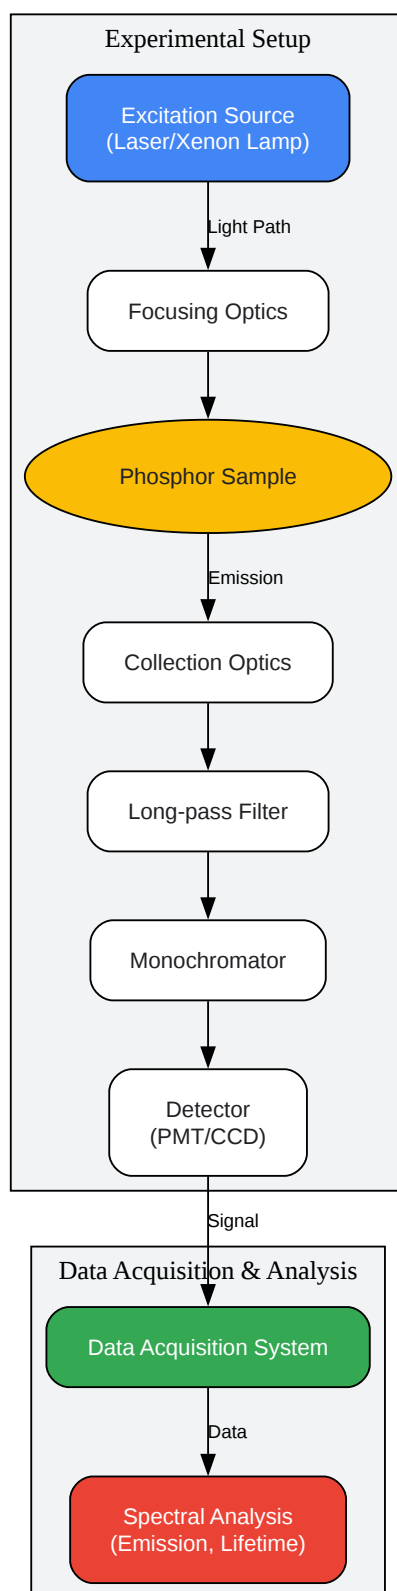 Experimental Setup
Excitation Source
(Laser/Xenon Lamp)
Light Path
Focusing Optics
Phosphor Sample
Emission
Collection Optics
Long-pass Filter
Monochromator
Detector
(PMT/CCD)
Signal
Data Acquisition & Analysis
Data Acquisition System
Data
Spectral Analysis
(Emission, Lifetime)